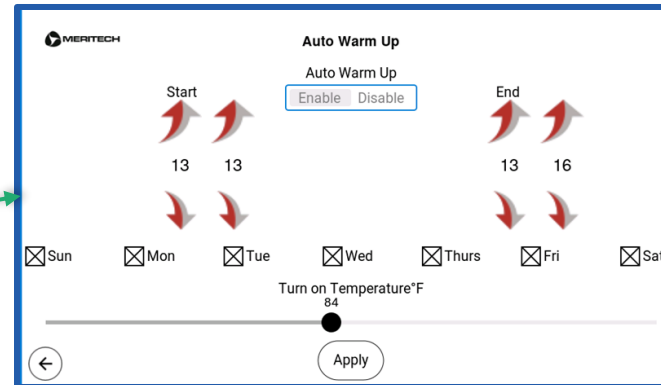 MERITECH
Auto Warm Up
Auto Warm Up
Start
Enable Disable
End
13 13 13 16
Sun Mon Tue Wed Thurs Fri Sat
Turn on Temperature°F
84
Apply